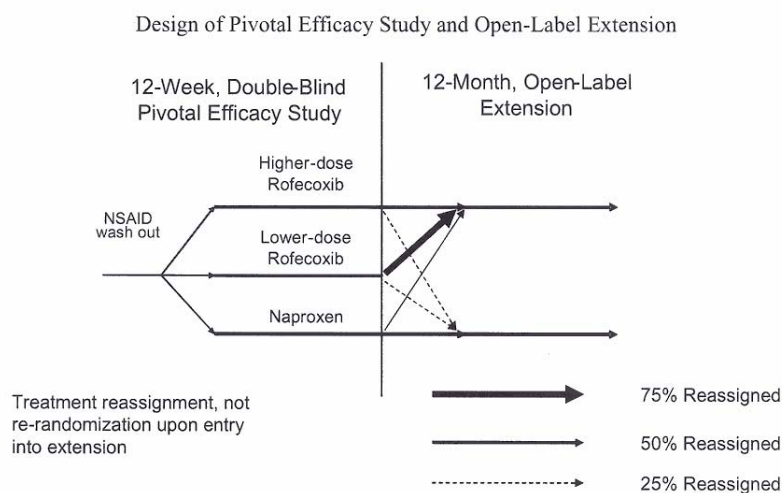 Design of Pivotal Efficacy Study and Open-Label Extension
12-Week, Double-Blind
Pivotal Efficacy Study
12-Month, Open-Label
Extension
Higher-dose
Rofecoxib
NSAID
wash out
Lower-dose
Rofecoxib
Naproxen
Treatment reassignment, not
re-randomization upon entry
into extension
75% Reassigned
50% Reassigned
25% Reassigned